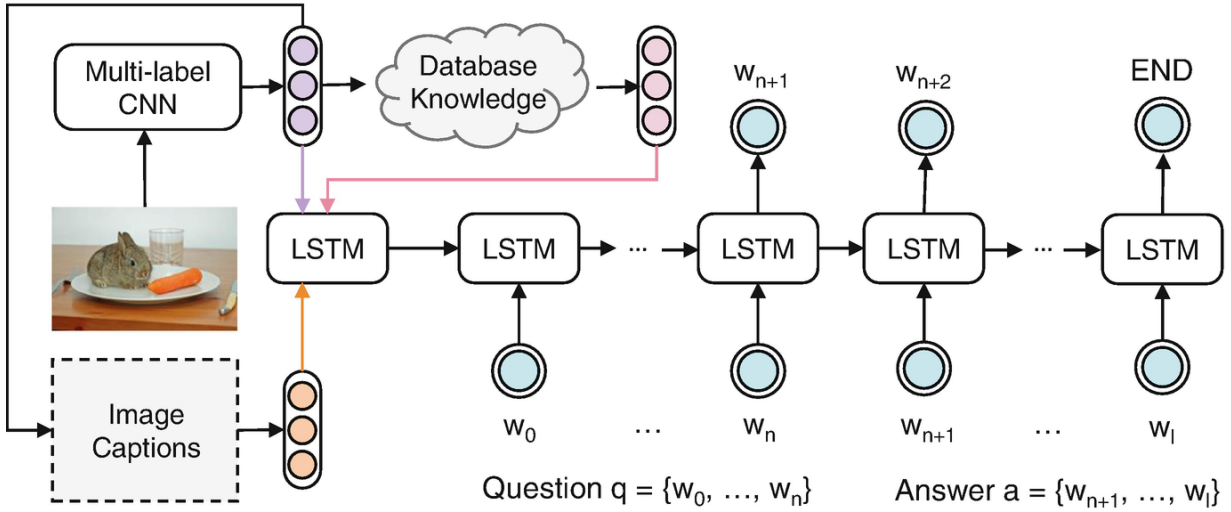 Multi-label
CNN
Database
Knowledge
w_{n+1}
w_{n+2}
END
LSTM
LSTM
...
LSTM
LSTM
...
LSTM
Image
Captions
w_0
...
w_n
w_{n+1}
...
w_l
Question q = {w_0, ..., w_n}
Answer a = {w_{n+1}, ..., w_l}